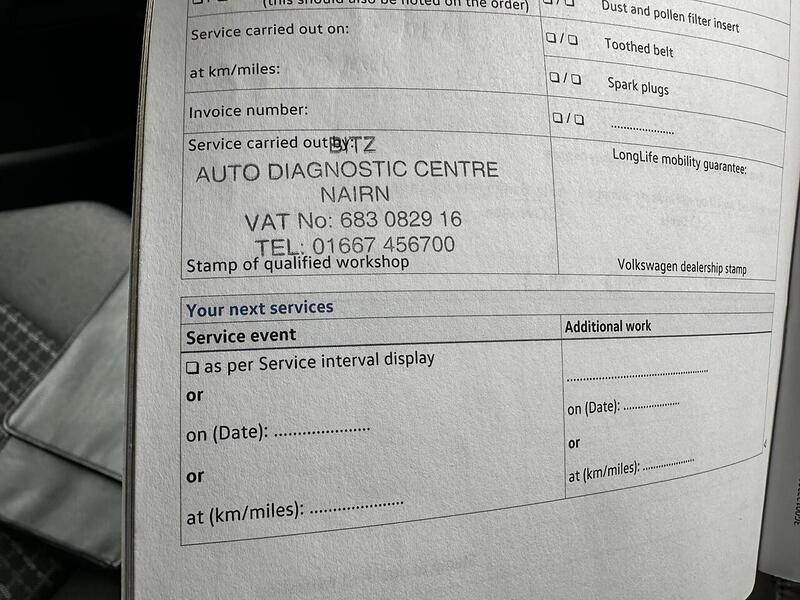 (this should also be noted on the order)
Service carried out on:
at km/miles:
Invoice number:
Service carried out by:
BITZ
AUTO DIAGNOSTIC CENTRE
NAIRN
VAT No: 683 0829 16
TEL: 01667 456700
Stamp of qualified workshop
❑ / ❑ Dust and pollen filter insert
❑ / ❑ Toothed belt
❑ / ❑ Spark plugs
❑ / ❑ ....................
LongLife mobility guarantee:
Volkswagen dealership stamp
Your next services
Service event
❑ as per Service interval display
or
on (Date): ....................
or
at (km/miles): ....................
Additional work
........................................
on (Date): ................
or
at (km/miles): ...............